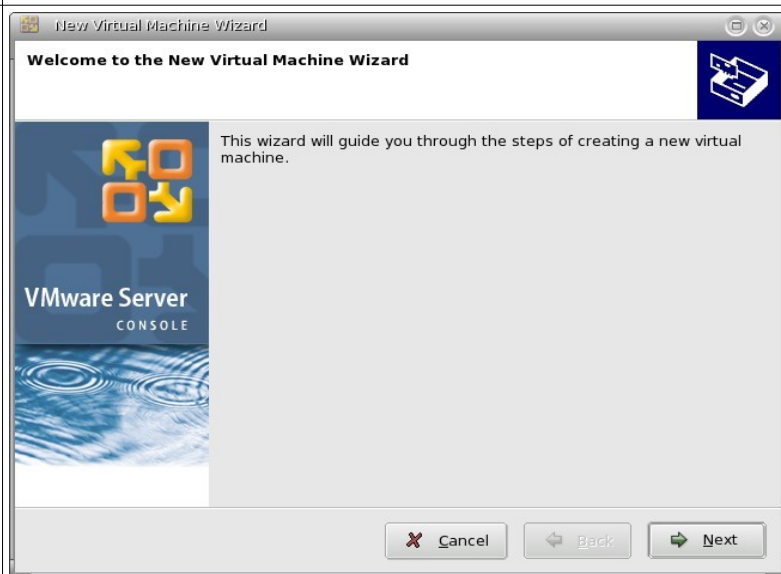 New Virtual Machine Wizard
Welcome to the New Virtual Machine Wizard
This wizard will guide you through the steps of creating a new virtual
machine.
VMware Server
CONSOLE
Cancel
Back
Next